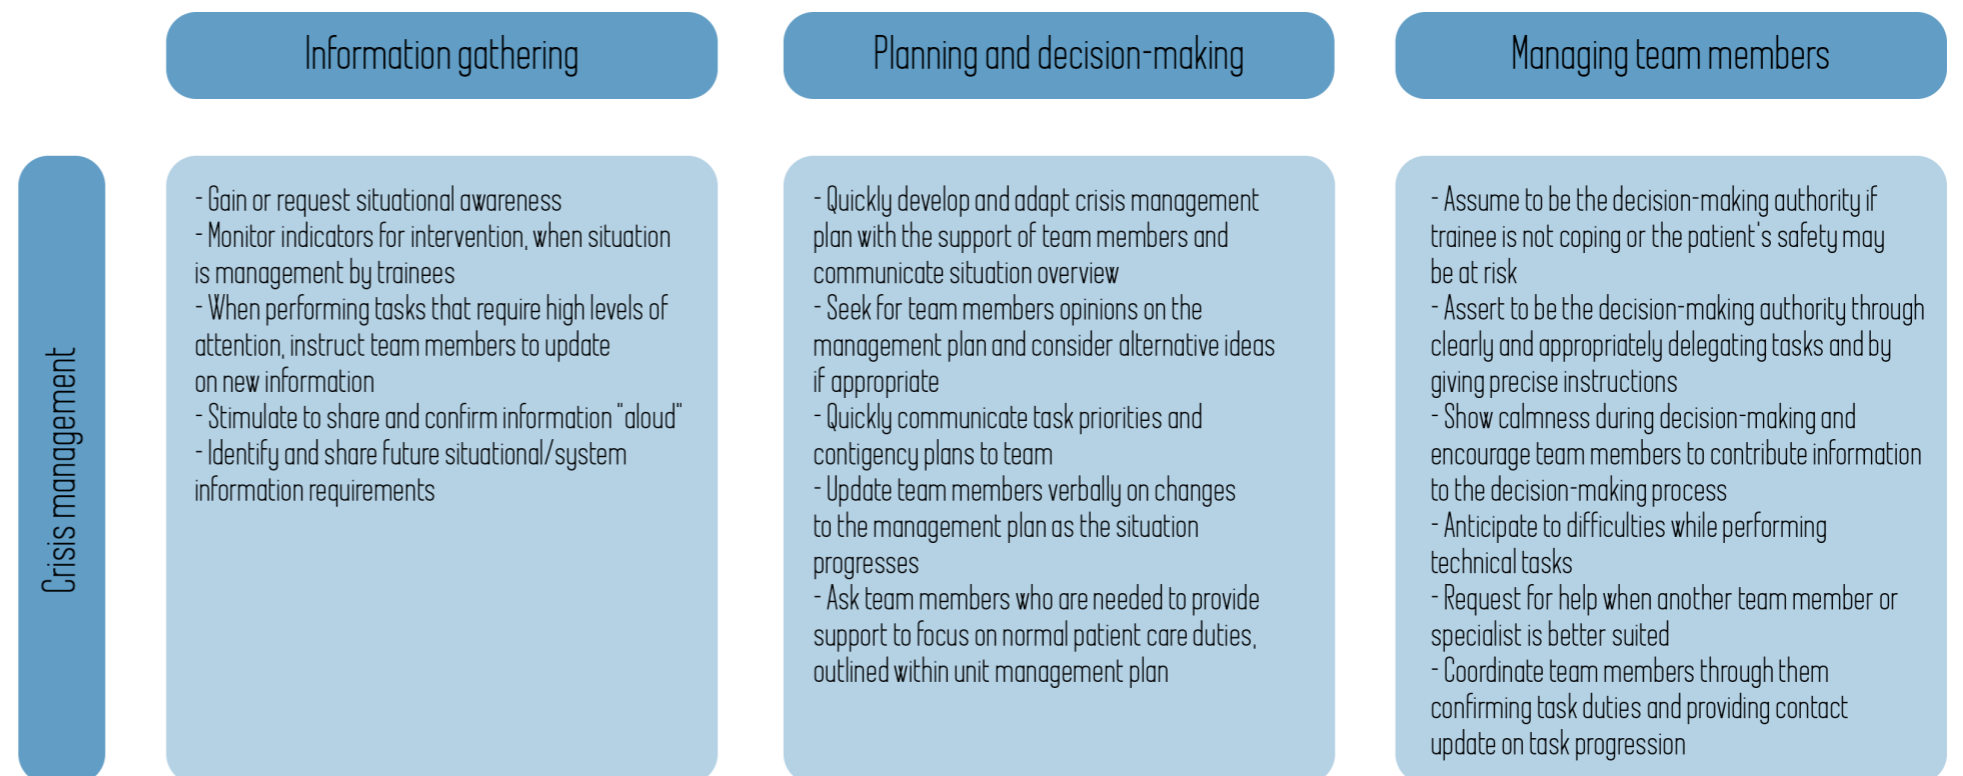 Information gathering
Planning and decision-making
Managing team members
Crisis management
- Gain or request situational awareness
- Monitor indicators for intervention, when situation
is management by trainees
- When performing tasks that require high levels of
attention, instruct team members to update
on new information
- Stimulate to share and confirm information "aloud"
- Identify and share future situational/system
information requirements
- Quickly develop and adapt crisis management
plan with the support of team members and
communicate situation overview
- Seek for team members opinions on the
management plan and consider alternative ideas
if appropriate
- Quickly communicate task priorities and
contigency plans to team
- Update team members verbally on changes
to the management plan as the situation
progresses
- Ask team members who are needed to provide
support to focus on normal patient care duties,
outlined within unit management plan
- Assume to be the decision-making authority if
trainee is not coping or the patient's safety may
be at risk
- Assert to be the decision-making authority through
clearly and appropriately delegating tasks and by
giving precise instructions
- Show calmness during decision-making and
encourage team members to contribute information
to the decision-making process
- Anticipate to difficulties while performing
technical tasks
- Request for help when another team member or
specialist is better suited
- Coordinate team members through them
confirming task duties and providing contact
update on task progression